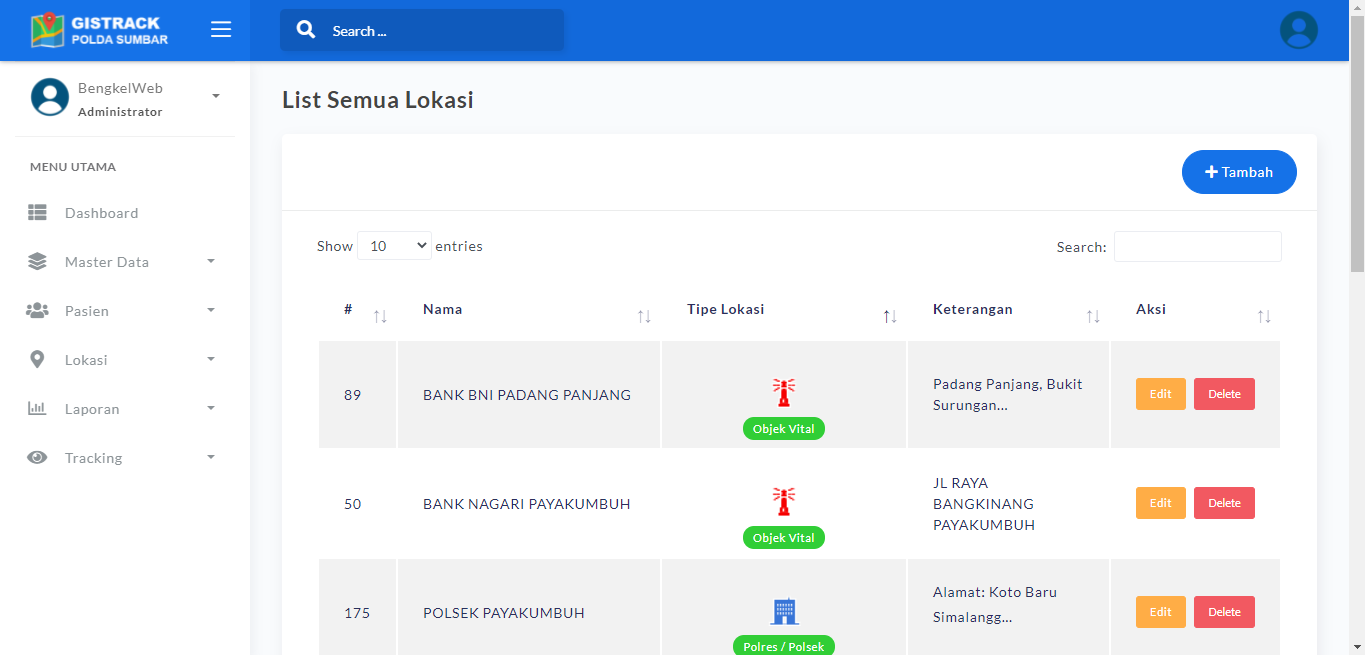 GISTRACK
POLDA SUMBAR
Search ...
BengkelWeb
Administrator
MENU UTAMA
Dashboard
Master Data
Pasien
Lokasi
Laporan
Tracking
List Semua Lokasi
Tambah
Show 10 entries
Search:
# Nama Tipe Lokasi Keterangan Aksi
89 BANK BNI PADANG PANJANG Objek Vital Padang Panjang, Bukit
Surungan... Edit Delete
50 BANK NAGARI PAYAKUMBUH Objek Vital JL RAYA
BANGKINANG
PAYAKUMBUH Edit Delete
175 POLSEK PAYAKUMBUH Polres / Polsek Alamat: Koto Baru
Simalangg... Edit Delete